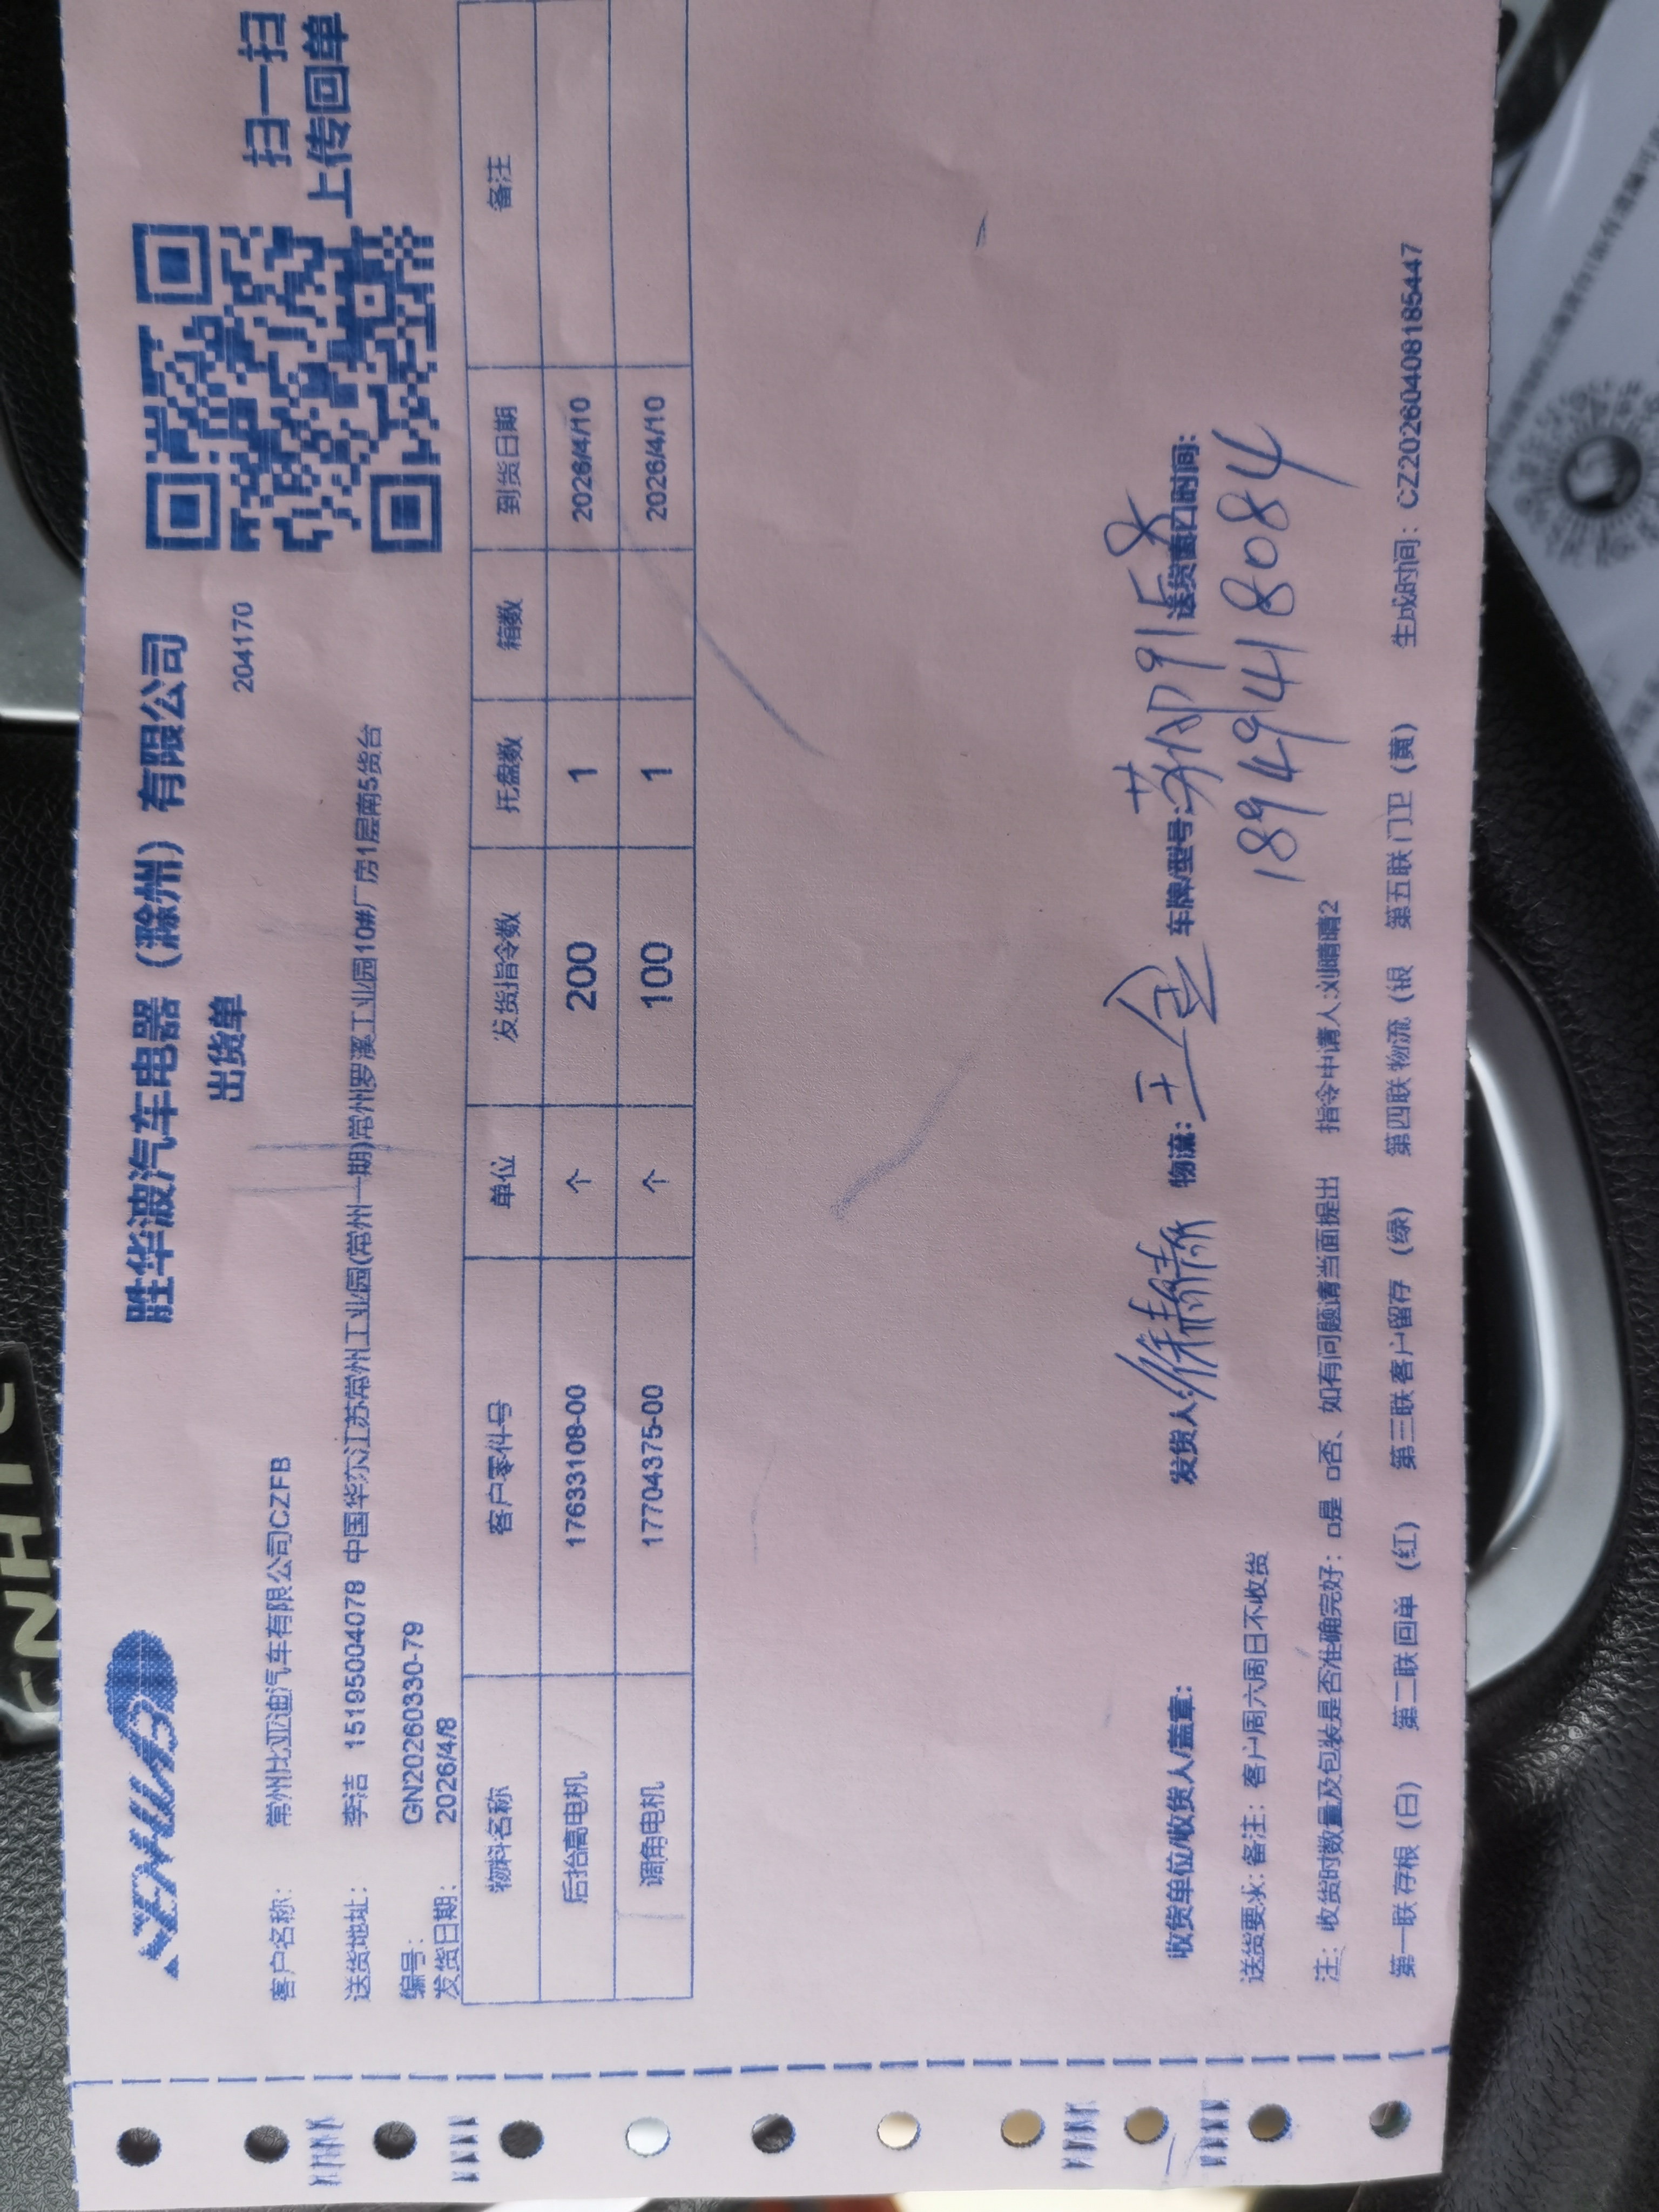 SENHUAB
胜华波汽车电器（滁州）有限公司
出货单
204170
扫一扫
上传回单
客户名称： 常州比亚迪汽车有限公司CZFB
送货地址： 李洁 15195004078 中国华东江苏常州工业园(常州一期)常州罗溪工业园10#厂房1层南5货台
编号： GN20260330-79
发货日期： 2026/4/8
物料名称 客户零件号 单位 发货指令数 托盘数 箱数 到货日期 备注
后抬高电机 17633108-00 个 200 1 2026/4/10
调角电机 17704375-00 个 100 1 2026/4/10
收货单位/收货人/盖章： 发货人: 物流: 王金 车牌/型号: 送货窗口时间:
18949418084
送货要求: 备注：客户周六周日不收货
注：收货时数量及包装是否准确完好：□是 □否、如有问题请当面提出 指令申请人:刘晴晴2
第一联 存根（白） 第二联 回单（红） 第三联 客户留存（绿） 第四联 物流（银 第五联 门卫（黄） 生成时间：CZ20260408185447
CNHTC